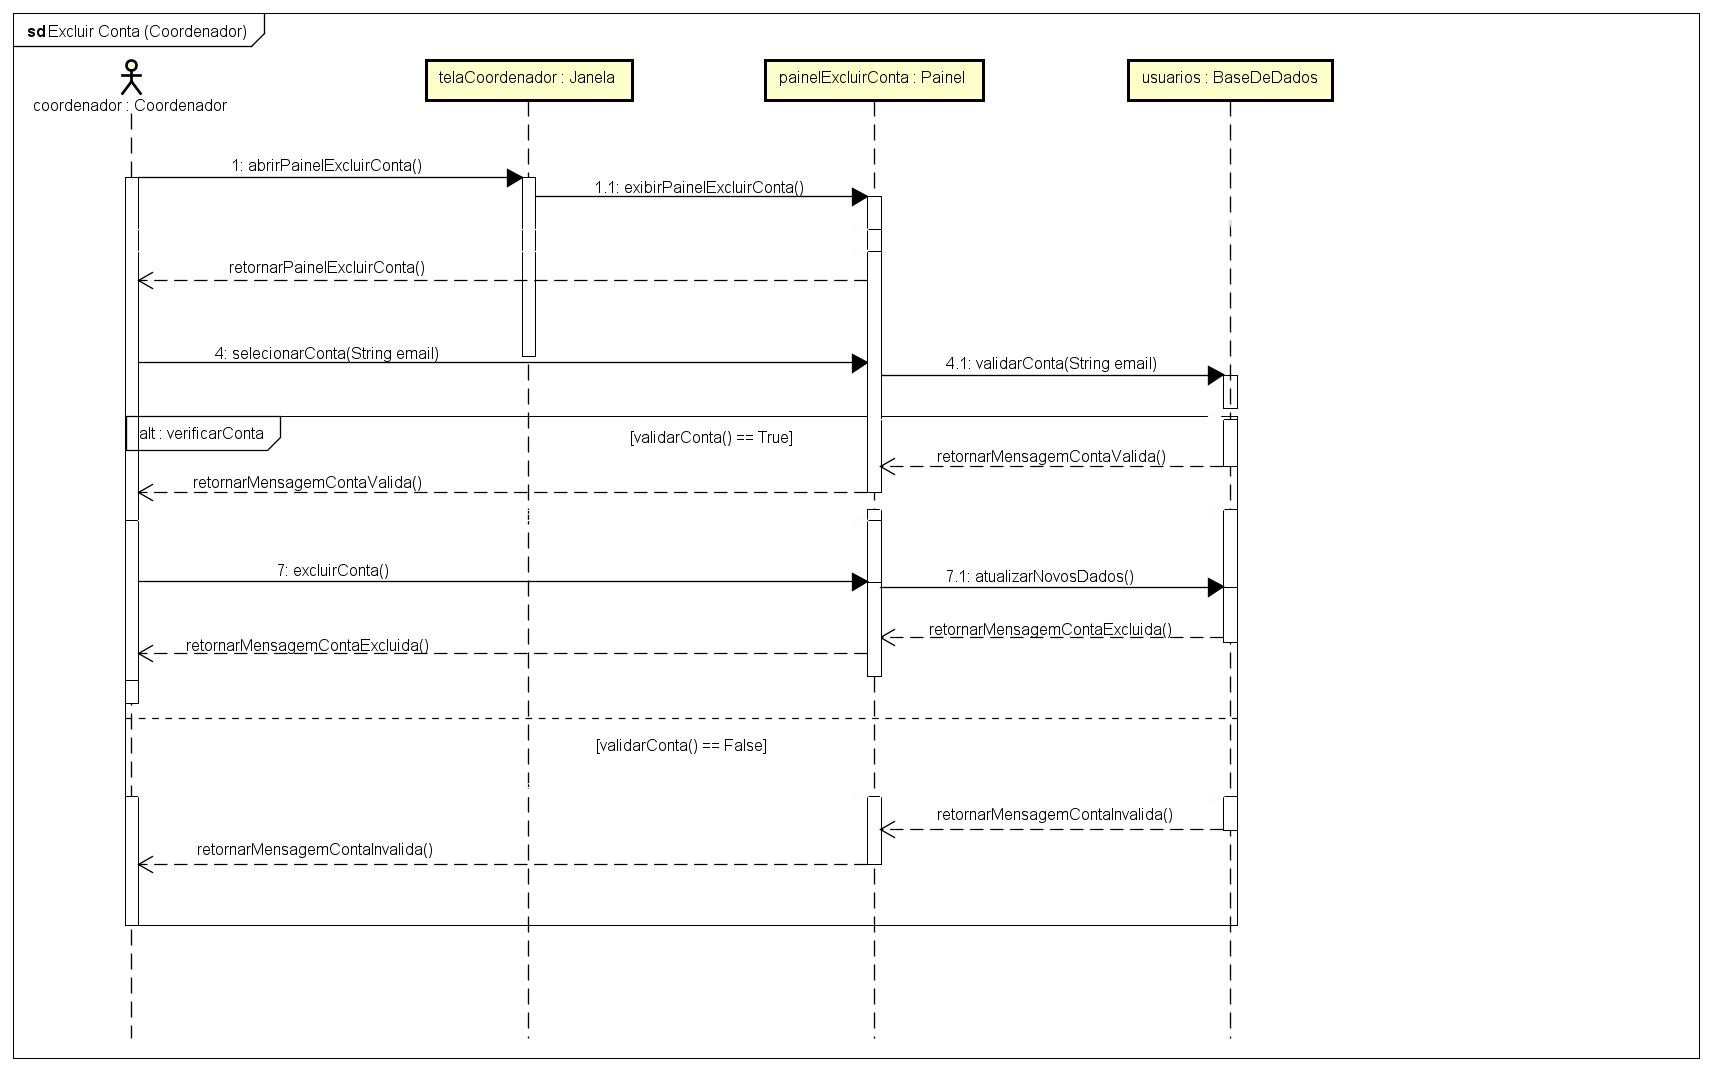 sd Excluir Conta (Coordenador)
coordenador : Coordenador
telaCoordenador : Janela
painelExcluirConta : Painel
usuarios : BaseDeDados
1: abrirPainelExcluirConta()
1.1: exibirPainelExcluirConta()
retornarPainelExcluirConta()
4: selecionarConta(String email)
4.1: validarConta(String email)
alt : verificarConta
[validarConta() == True]
retornarMensagemContaValida()
retornarMensagemContaValida()
7: excluirConta()
7.1: atualizarNovosDados()
retornarMensagemContaExcluida()
retornarMensagemContaExcluida()
[validarConta() == False]
retornarMensagemContaInvalida()
retornarMensagemContaInvalida()